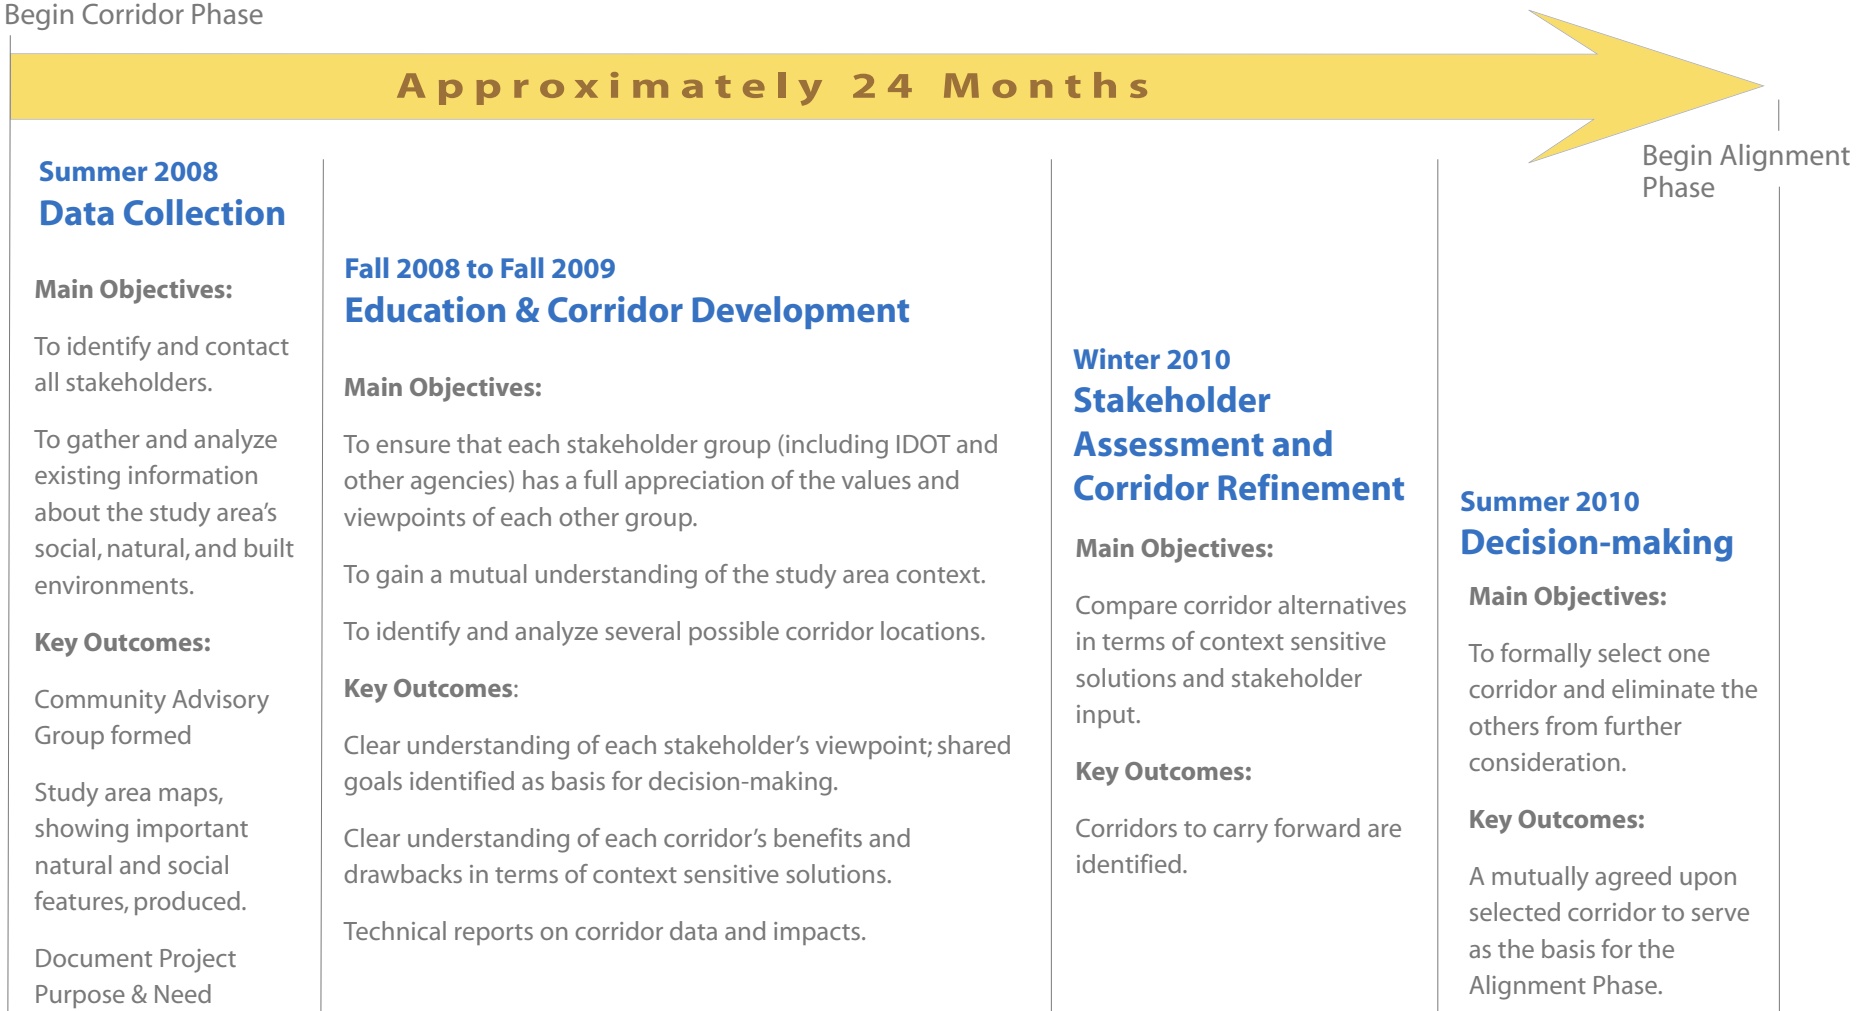 Begin Corridor Phase
Approximately 24 Months
Begin Alignment
Phase
Summer 2008
Data Collection
Main Objectives:
To identify and contact
all stakeholders.
To gather and analyze
existing information
about the study area’s
social, natural, and built
environments.
Key Outcomes:
Community Advisory
Group formed
Study area maps,
showing important
natural and social
features, produced.
Document Project
Purpose & Need
Fall 2008 to Fall 2009
Education & Corridor Development
Main Objectives:
To ensure that each stakeholder group (including IDOT and
other agencies) has a full appreciation of the values and
viewpoints of each other group.
To gain a mutual understanding of the study area context.
To identify and analyze several possible corridor locations.
Key Outcomes:
Clear understanding of each stakeholder’s viewpoint; shared
goals identified as basis for decision-making.
Clear understanding of each corridor’s benefits and
drawbacks in terms of context sensitive solutions.
Technical reports on corridor data and impacts.
Winter 2010
Stakeholder
Assessment and
Corridor Refinement
Main Objectives:
Compare corridor alternatives
in terms of context sensitive
solutions and stakeholder
input.
Key Outcomes:
Corridors to carry forward are
identified.
Summer 2010
Decision-making
Main Objectives:
To formally select one
corridor and eliminate the
others from further
consideration.
Key Outcomes:
A mutually agreed upon
selected corridor to serve
as the basis for the
Alignment Phase.